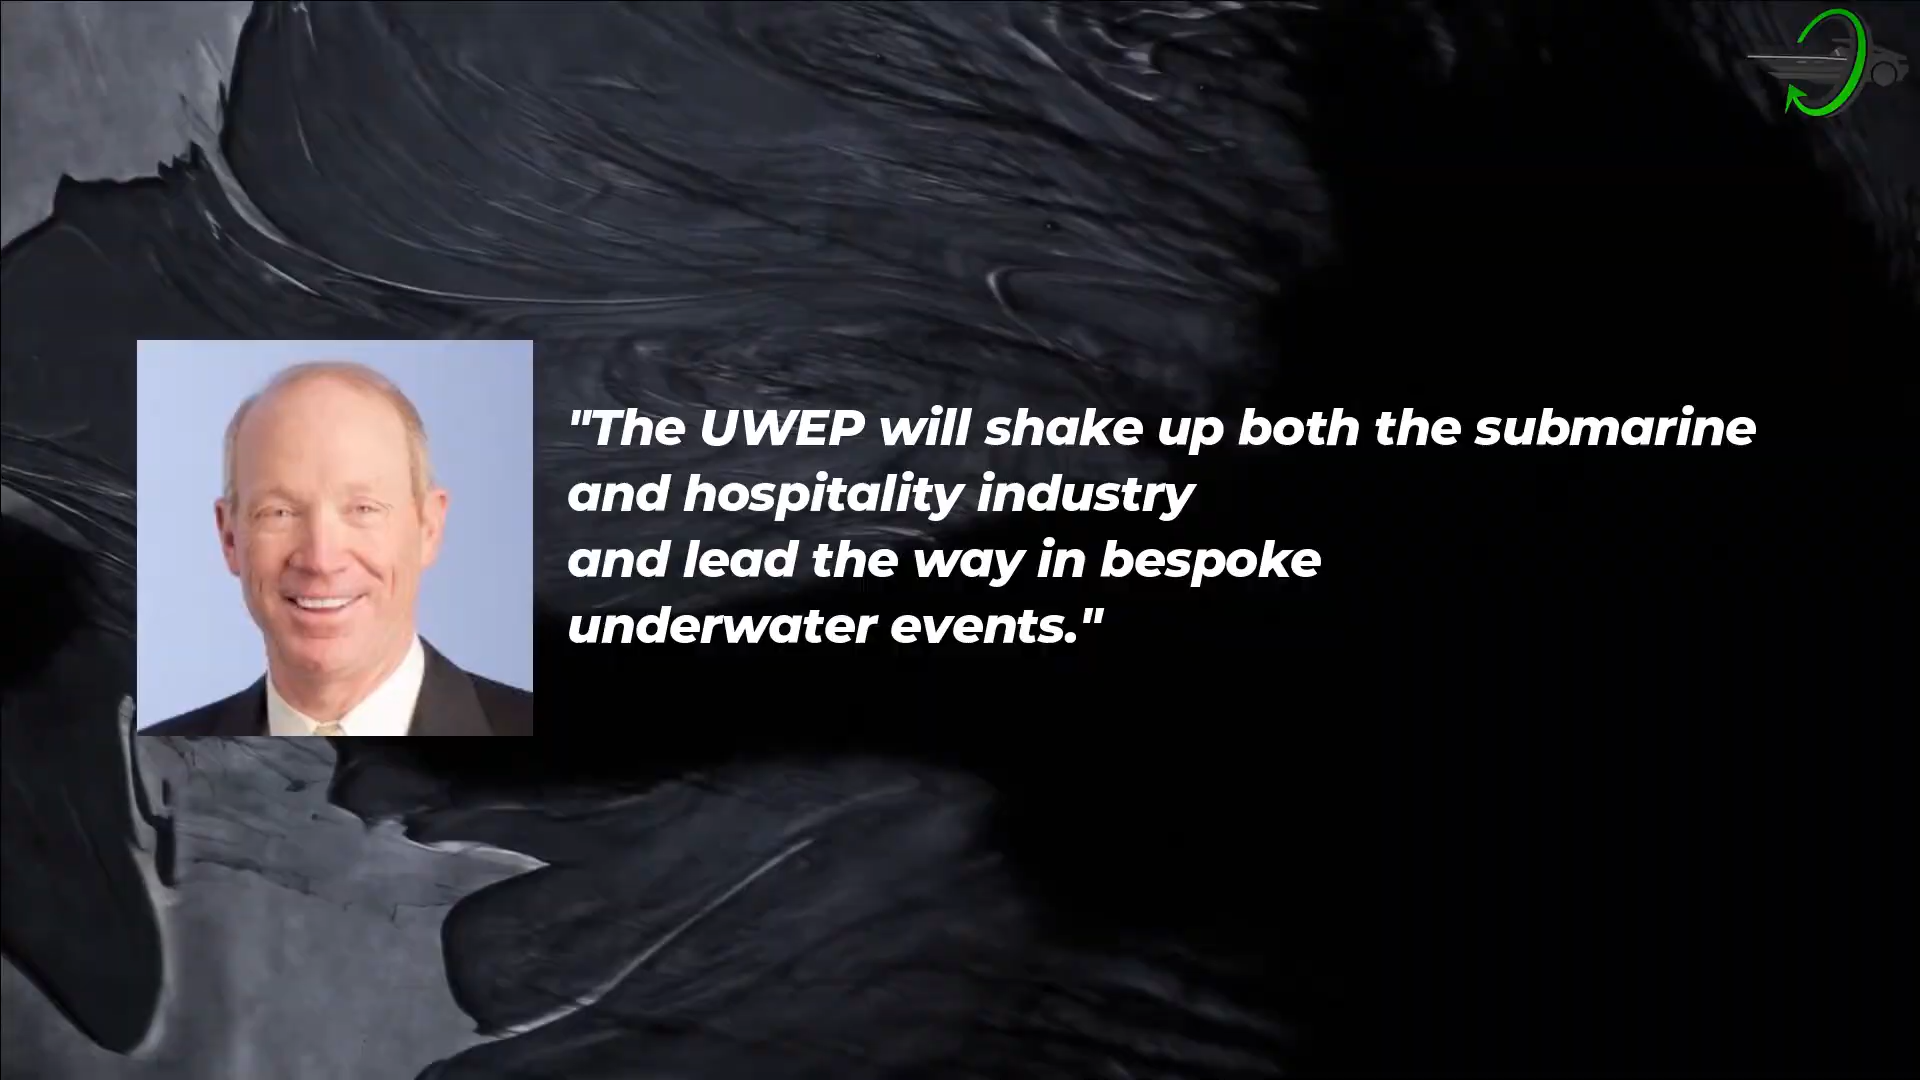 "The UWEP will shake up both the submarine
and hospitality industry
and lead the way in bespoke
underwater events."